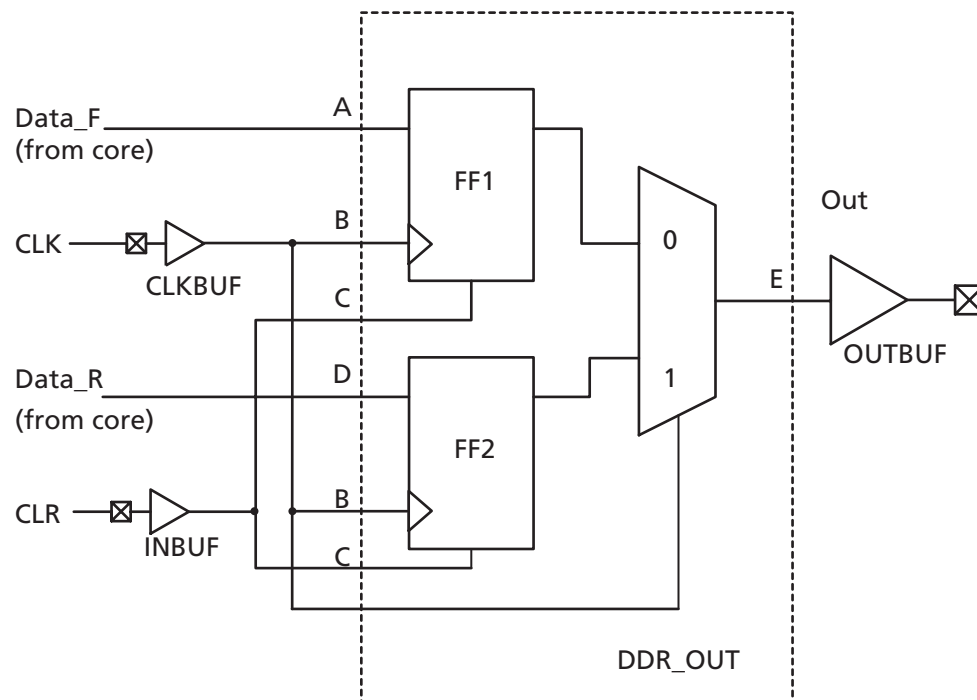 Data_F
(from core)
A
FF1
B
CLK
CLKBUF
C
0
Out
E
OUTBUF
Data_R
(from core)
D
1
FF2
B
CLR
INBUF
C
DDR_OUT